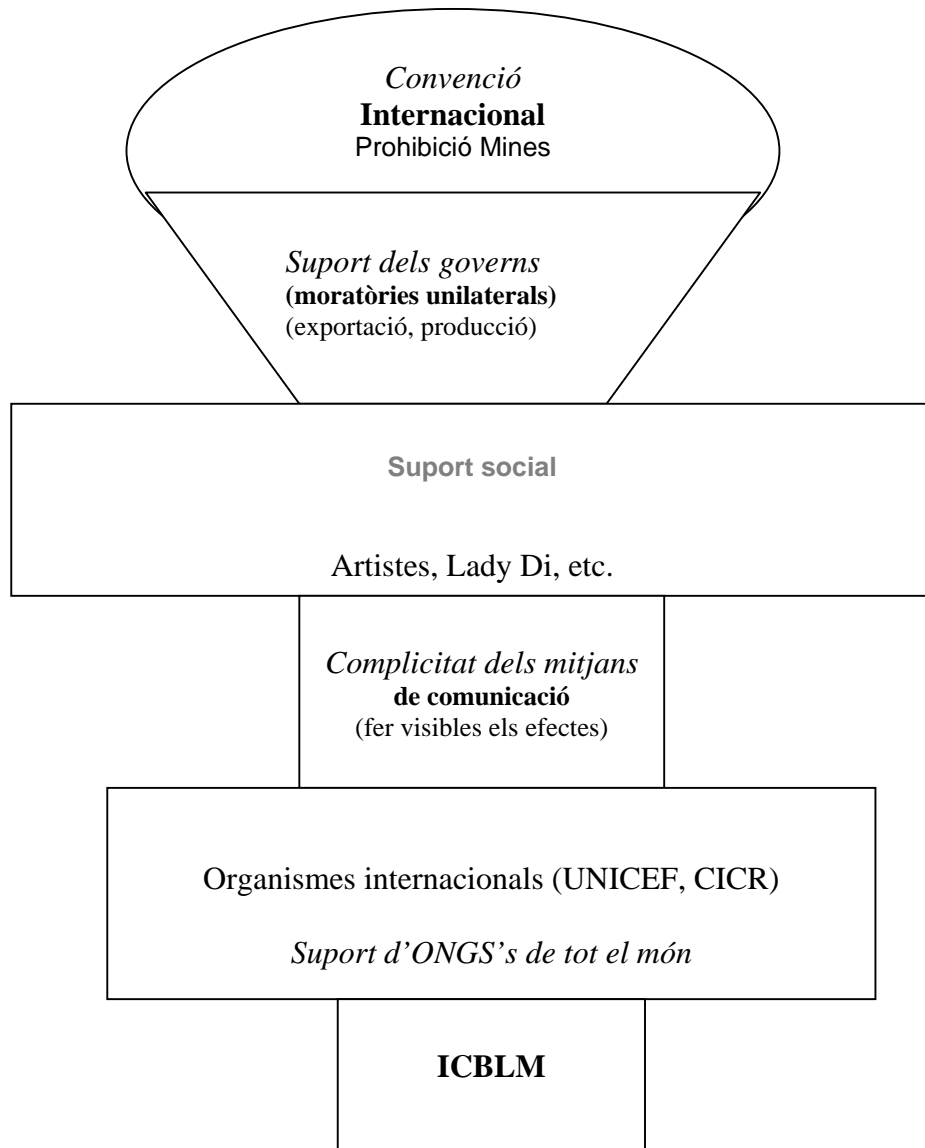 Convenció
Internacional
Prohibició Mines
Suport dels governs
(moratòries unilaterals)
(exportació, producció)
Suport social
Artistes, Lady Di, etc.
Complicitat dels mitjans
de comunicació
(fer visibles els efectes)
Organismes internacionals (UNICEF, CICR)
Suport d’ONGS’s de tot el món
ICBLM